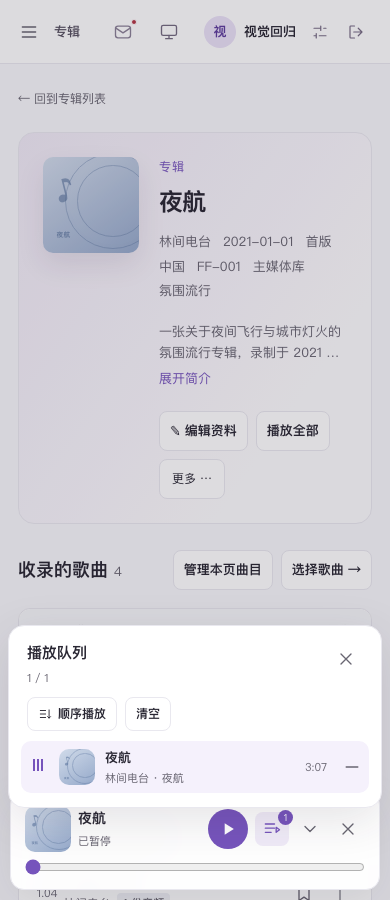 专辑
视
视觉回归
← 回到专辑列表
夜航
专辑
夜航
林间电台 2021-01-01 首版
中国 FF-001 主媒体库
氛围流行
一张关于夜间飞行与城市灯火的
氛围流行专辑，录制于 2021 …
展开简介
✎ 编辑资料
播放全部
更多 ···
收录的歌曲 4
管理本页曲目
选择歌曲 →
播放队列
1 / 1
顺序播放
清空
夜航
林间电台 · 夜航
3:07
夜航
已暂停
1